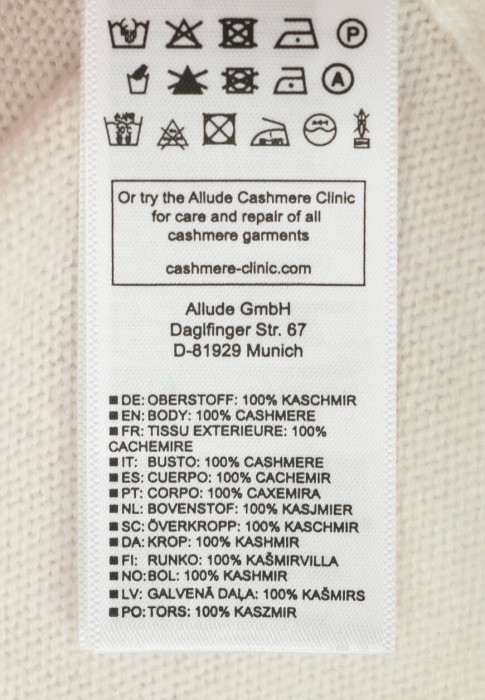 P
A
Or try the Allude Cashmere Clinic
for care and repair of all
cashmere garments
cashmere-clinic.com
Allude GmbH
Daglfinger Str. 67
D-81929 Munich
DE: OBERSTOFF: 100% KASCHMIR
EN: BODY: 100% CASHMERE
FR: TISSU EXTERIEURE: 100%
CACHEMIRE
IT: BUSTO: 100% CASHMERE
ES: CUERPO: 100% CACHEMIR
PT: CORPO: 100% CAXEMIRA
NL: BOVENSTOF: 100% KASJMIER
SC: ÖVERKROPP: 100% KASCHMIR
DA: KROP: 100% KASHMIR
FI: RUNKO: 100% KAŠMIRVILLA
NO: BOL: 100% KASHMIR
LV: GALVENĀ DAĻA: 100% KAŠMIRS
PO: TORS: 100% KASZMIR